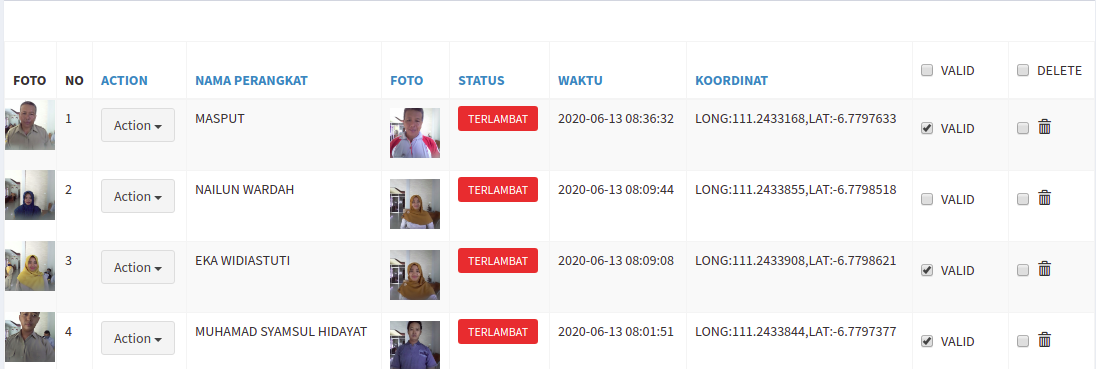 FOTO NO ACTION NAMA PERANGKAT FOTO STATUS WAKTU KOORDINAT VALID DELETE
1 Action MASPUT TERLAMBAT 2020-06-13 08:36:32 LONG:111.2433168,LAT:-6.7797633 VALID
2 Action NAILUN WARDAH TERLAMBAT 2020-06-13 08:09:44 LONG:111.2433855,LAT:-6.7798518 VALID
3 Action EKA WIDIASTUTI TERLAMBAT 2020-06-13 08:09:08 LONG:111.2433908,LAT:-6.7798621 VALID
4 Action MUHAMAD SYAMSUL HIDAYAT TERLAMBAT 2020-06-13 08:01:51 LONG:111.2433844,LAT:-6.7797377 VALID